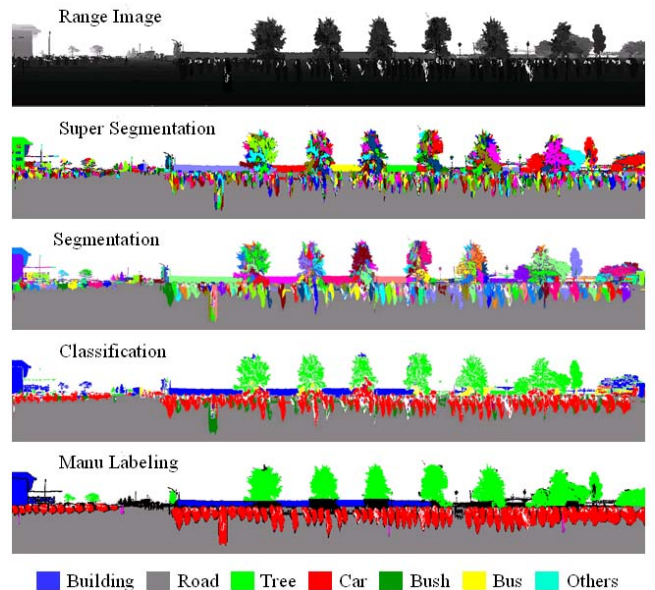 Range Image
Super Segmentation
Segmentation
Classification
Manu Labeling
Building Road Tree Car Bush Bus Others